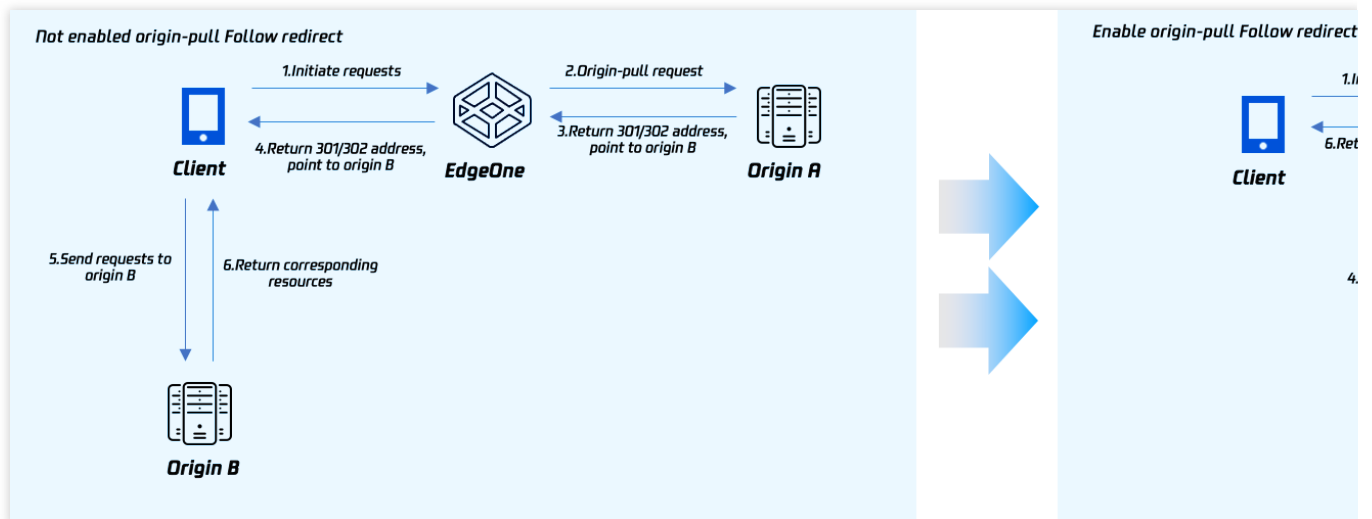 Not enabled origin-pull Follow redirect
1.Initiate requests
2.Origin-pull request
3.Return 301/302 address,
point to origin B
4.Return 301/302 address,
point to origin B
Client
EdgeOne
Origin A
5.Send requests to
origin B
6.Return corresponding
resources
Origin B
Enable origin-pull Follow redirect
Client